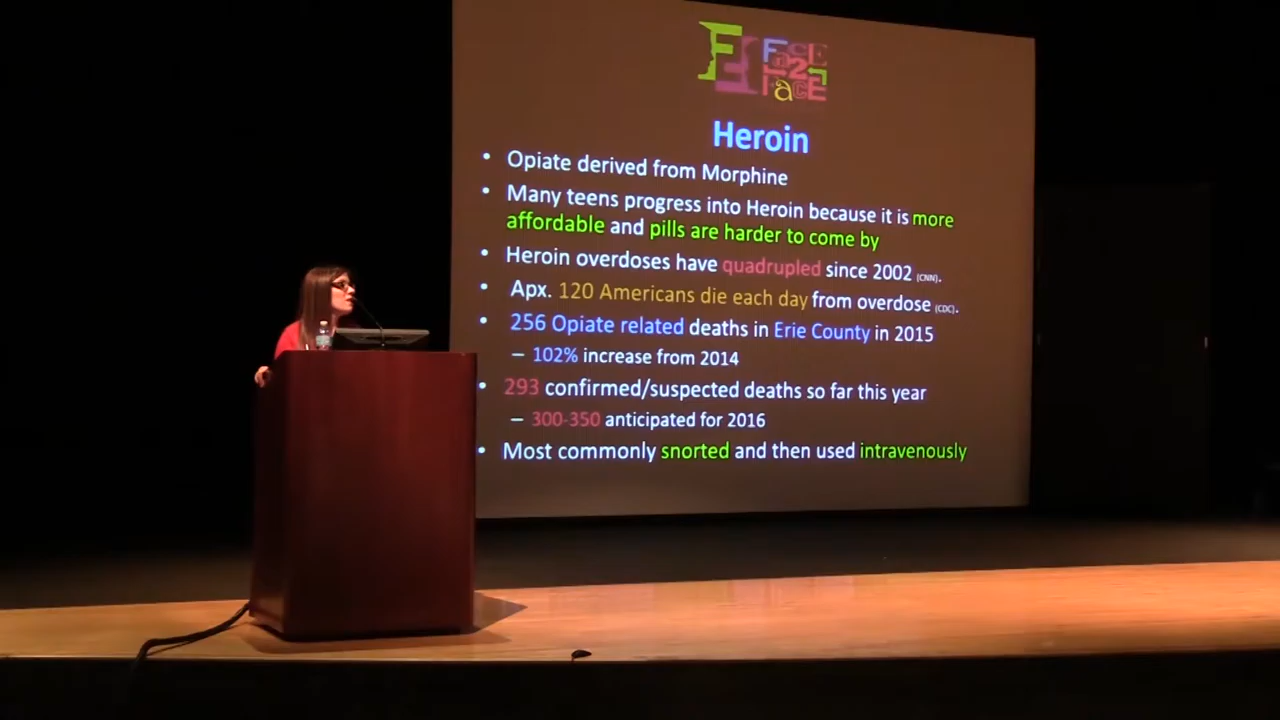 FacE
2
FacE
Heroin
• Opiate derived from Morphine
• Many teens progress into Heroin because it is more
affordable and pills are harder to come by
• Heroin overdoses have quadrupled since 2002 (CNN).
• Apx. 120 Americans die each day from overdose (CDC).
• 256 Opiate related deaths in Erie County in 2015
– 102% increase from 2014
• 293 confirmed/suspected deaths so far this year
– 300-350 anticipated for 2016
• Most commonly snorted and then used intravenously